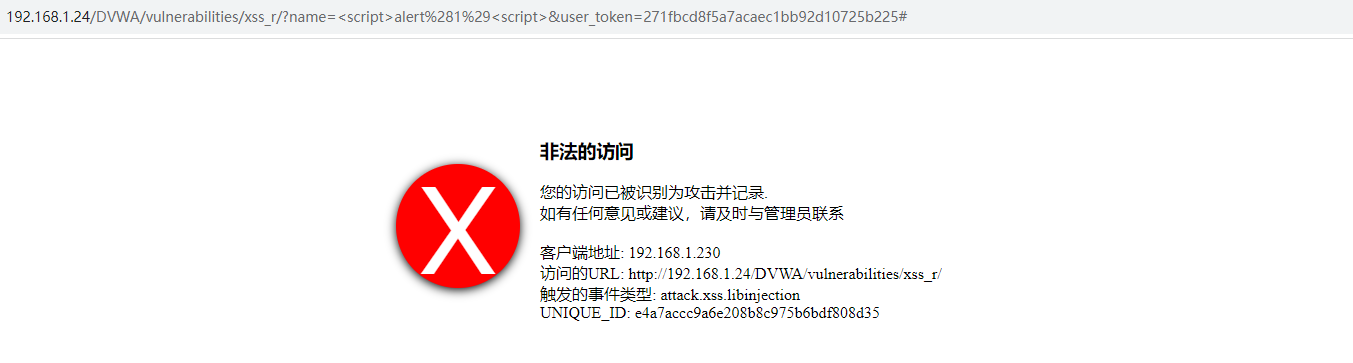 192.168.1.24/DVWA/vulnerabilities/xss_r/?name=<script>alert%281%29<script>&user_token=271fbcd8f5a7acaec1bb92d10725b225#
X
非法的访问
您的访问已被识别为攻击并记录.
如有任何意见或建议，请及时与管理员联系
客户端地址: 192.168.1.230
访问的URL: http://192.168.1.24/DVWA/vulnerabilities/xss_r/
触发的事件类型: attack.xss.libinjection
UNIQUE_ID: e4a7accc9a6e208b8c975b6bdf808d35